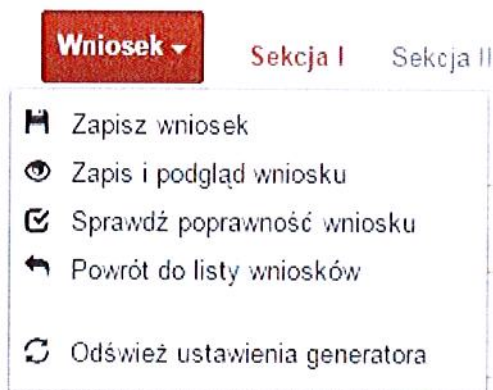 Wniosek Sekcja I Sekcja II
Zapisz wniosek
Zapis i podgląd wniosku
Sprawdź poprawność wniosku
Powrót do listy wniosków
Odśwież ustawienia generatora